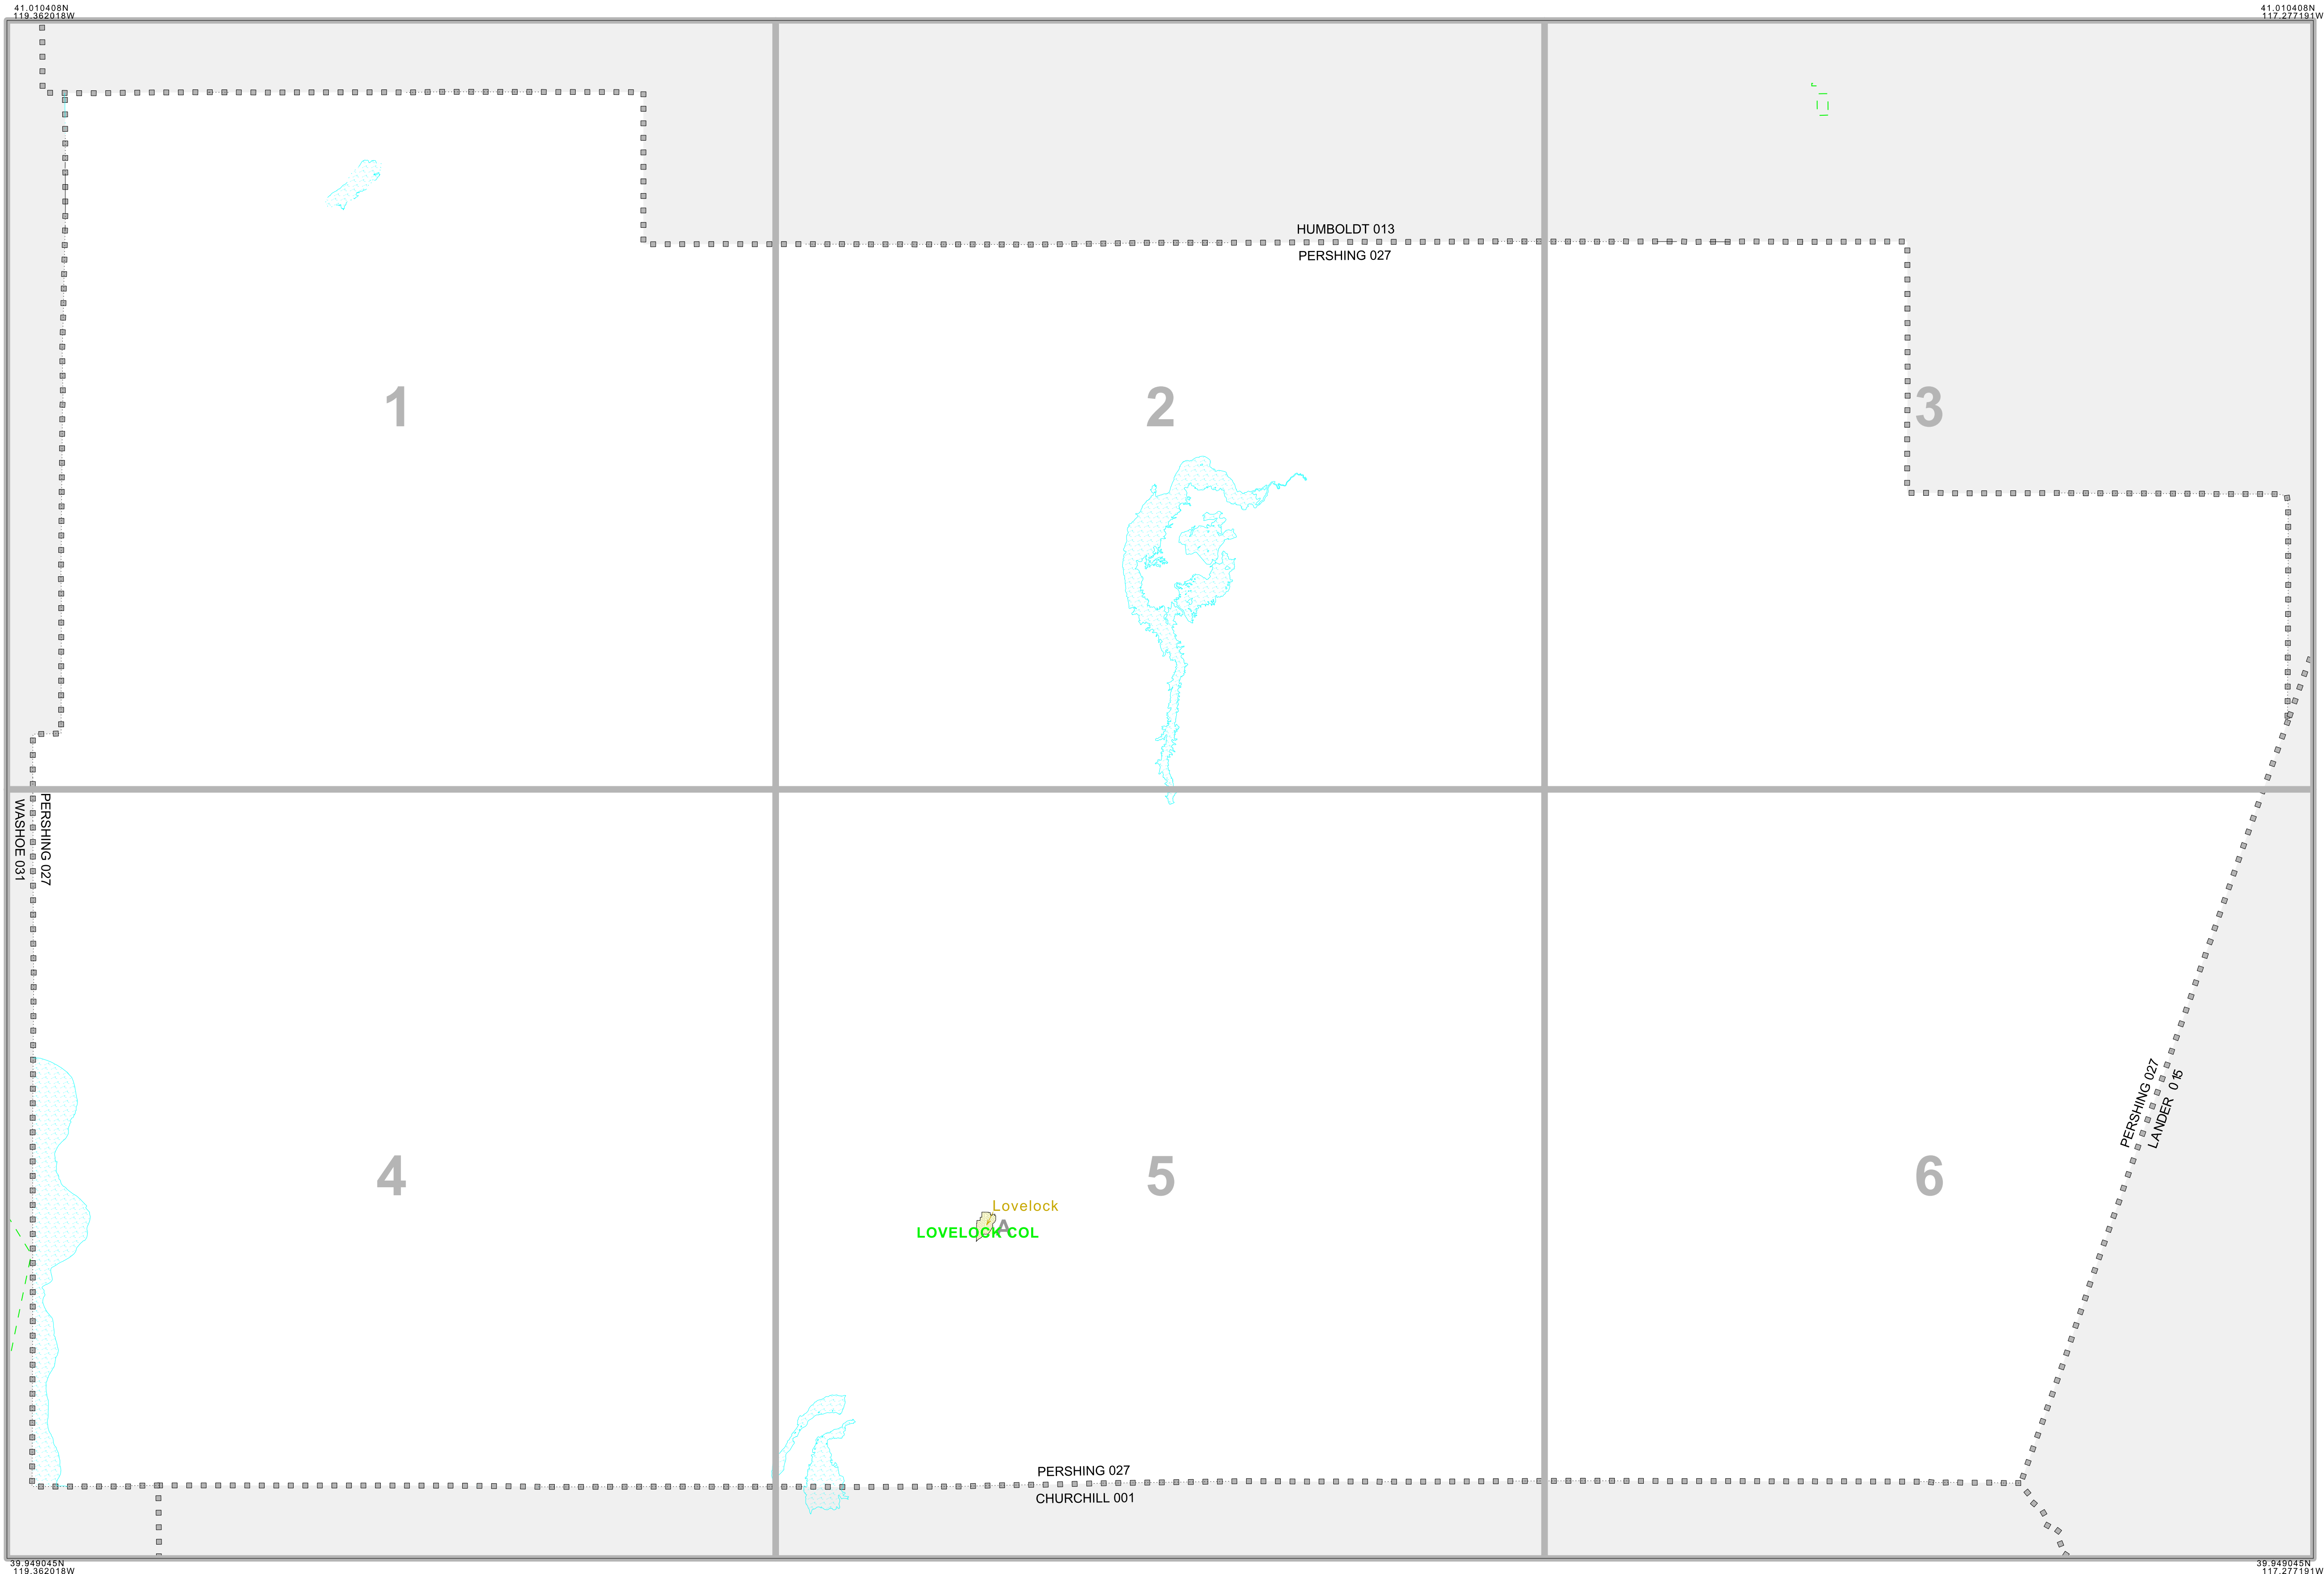 41.010408N
119.362018W
41.010408N
117.277191W
HUMBOLDT 013
PERSHING 027
1
2
3
PERSHING 027
WASHOE 031
PERSHING 027
LANDER 015
4
5
6
Lovelock
A
LOVELOCK COL
PERSHING 027
CHURCHILL 001
39.949045N
119.362018W
39.949045N
117.277191W